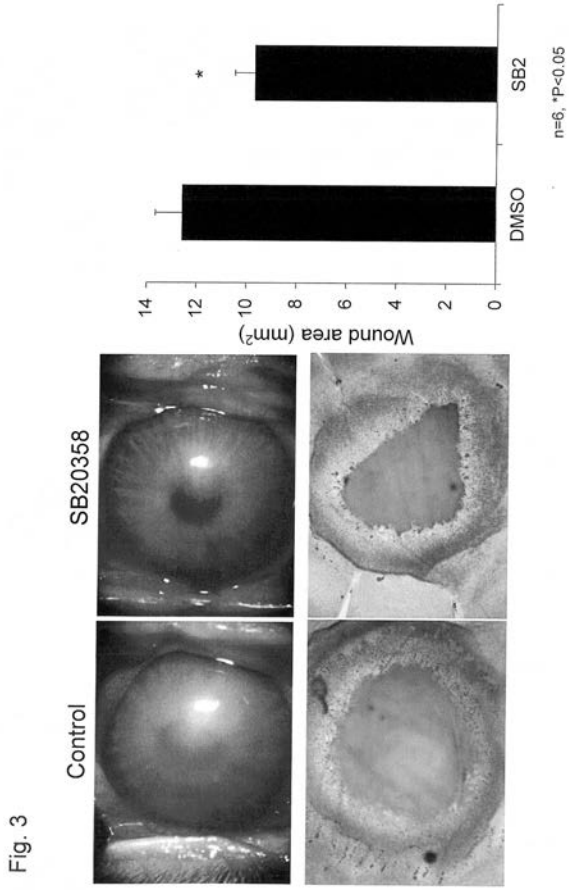 Fig. 3
Control
SB20358
Wound area (mm²)
14
12
10
8
6
4
2
0
*
DMSO
SB2
n=6, *P<0.05